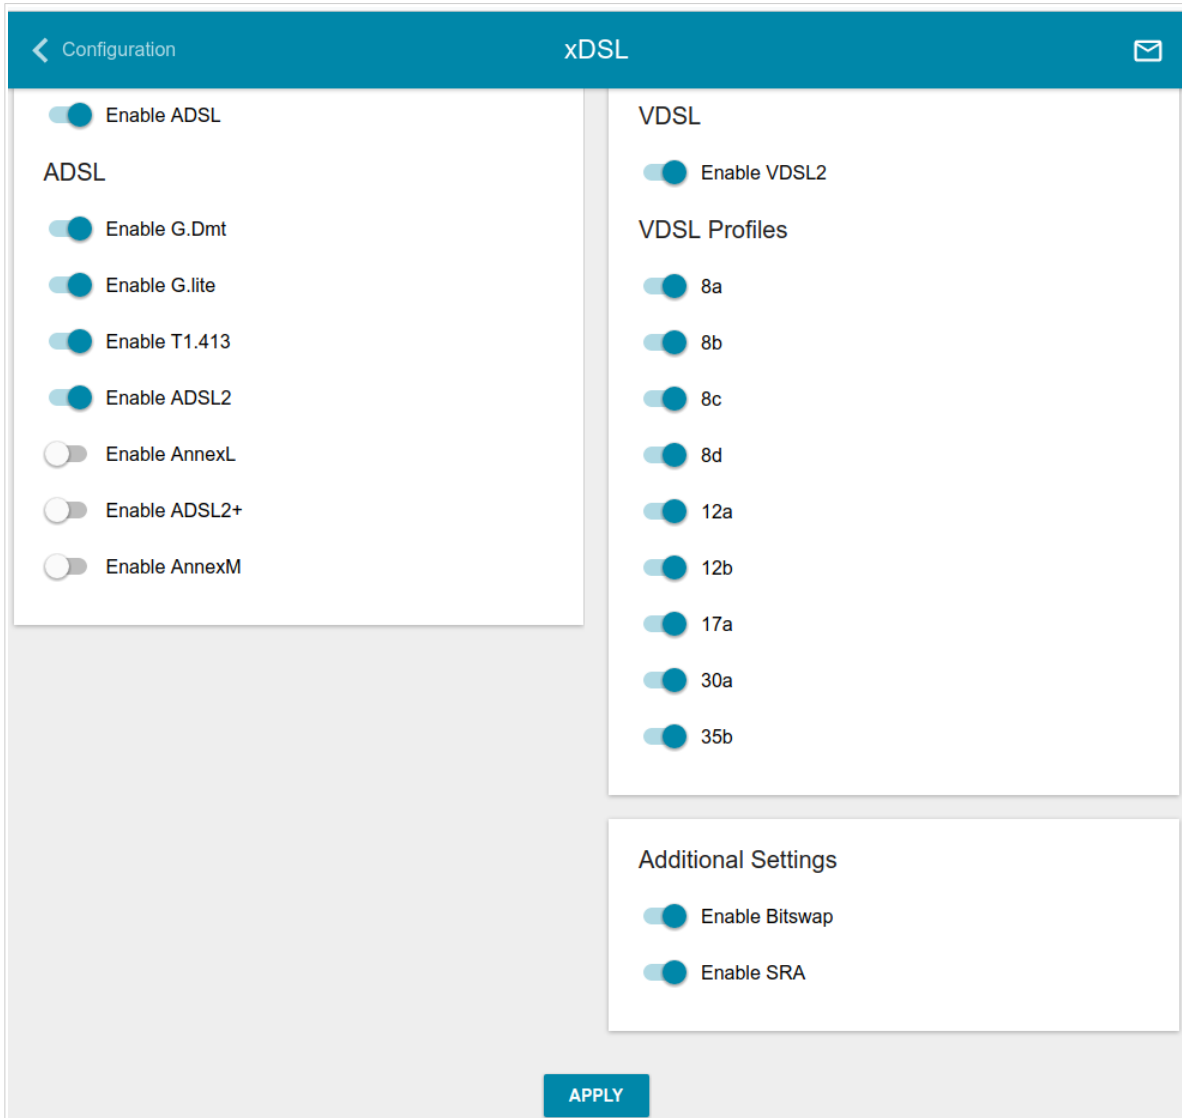 Configuration
xDSL
Enable ADSL
ADSL
Enable G.Dmt
Enable G.lite
Enable T1.413
Enable ADSL2
Enable AnnexL
Enable ADSL2+
Enable AnnexM
VDSL
Enable VDSL2
VDSL Profiles
8a
8b
8c
8d
12a
12b
17a
30a
35b
Additional Settings
Enable Bitswap
Enable SRA
APPLY